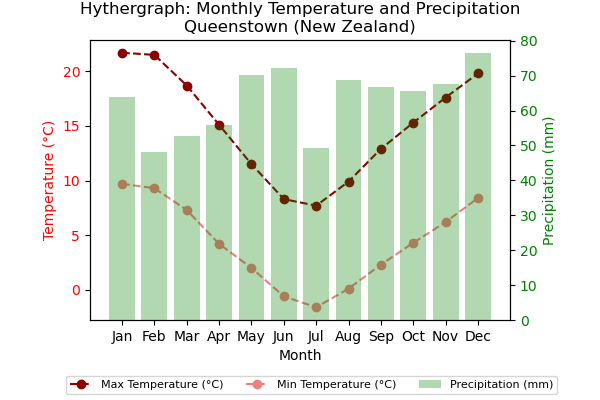 Hythergraph: Monthly Temperature and Precipitation
Queenstown (New Zealand)
Temperature (°C)
20
15
10
5
0
80
70
60
50
40
30
20
10
0
Precipitation (mm)
Jan Feb Mar Apr May Jun Jul Aug Sep Oct Nov Dec
Month
Max Temperature (°C) Min Temperature (°C) Precipitation (mm)